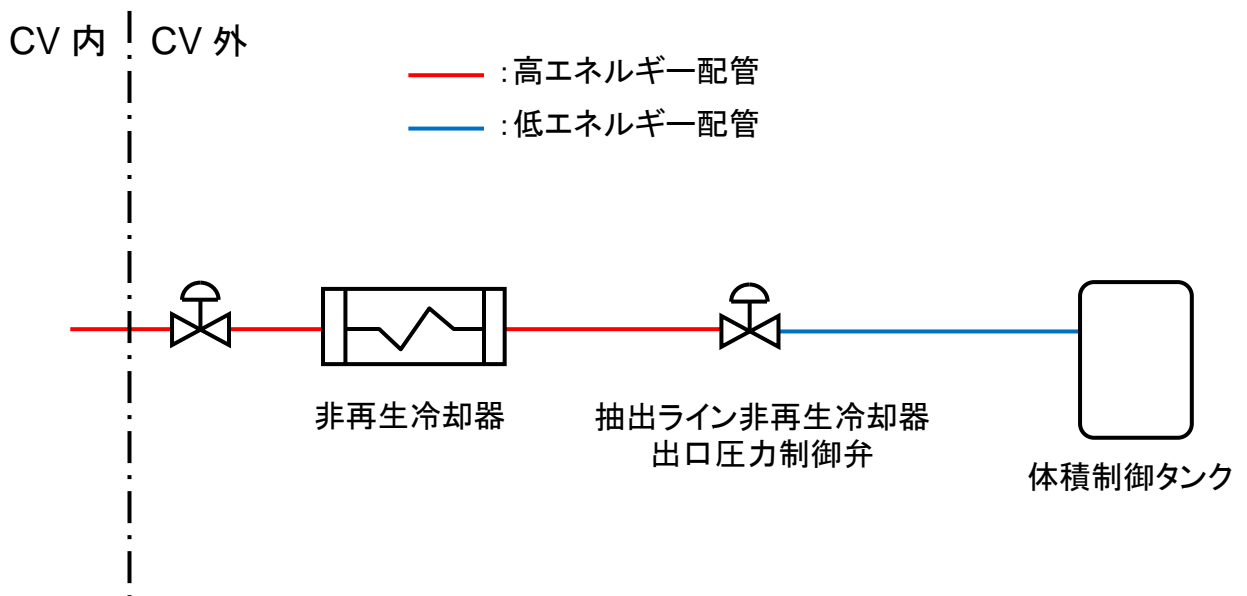 CV 内
CV 外
:高エネルギー配管
:低エネルギー配管
非再生冷却器
抽出ライン非再生冷却器
出口圧力制御弁
体積制御タンク